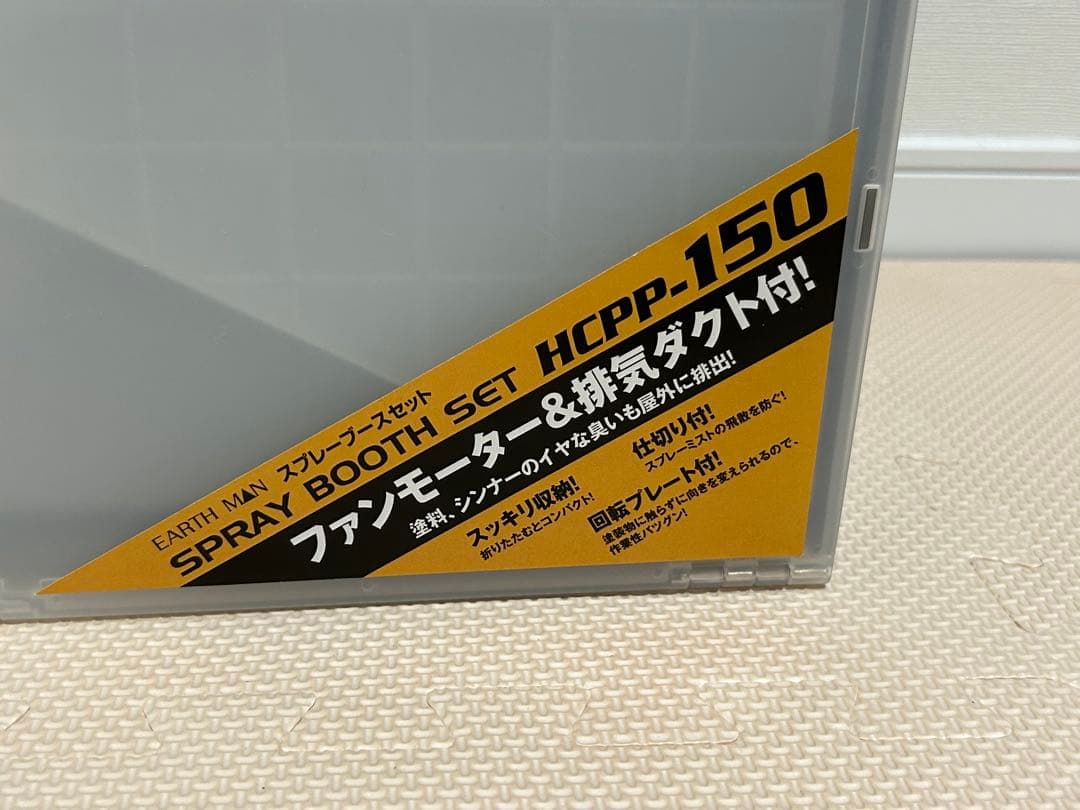 EARTH MAN スプレーブースセット
SPRAY BOOTH SET HCPP-150
ファンモーター&排気ダクト付!
塗料、シンナーのイヤな臭いも屋外に排出!
スッキリ収納!
折りたたむとコンパクト!
仕切り付!
スプレーミストの飛散を防ぐ!
回転プレート付!
塗装物に触らずに向きを変えられるので、
作業性バツグン!